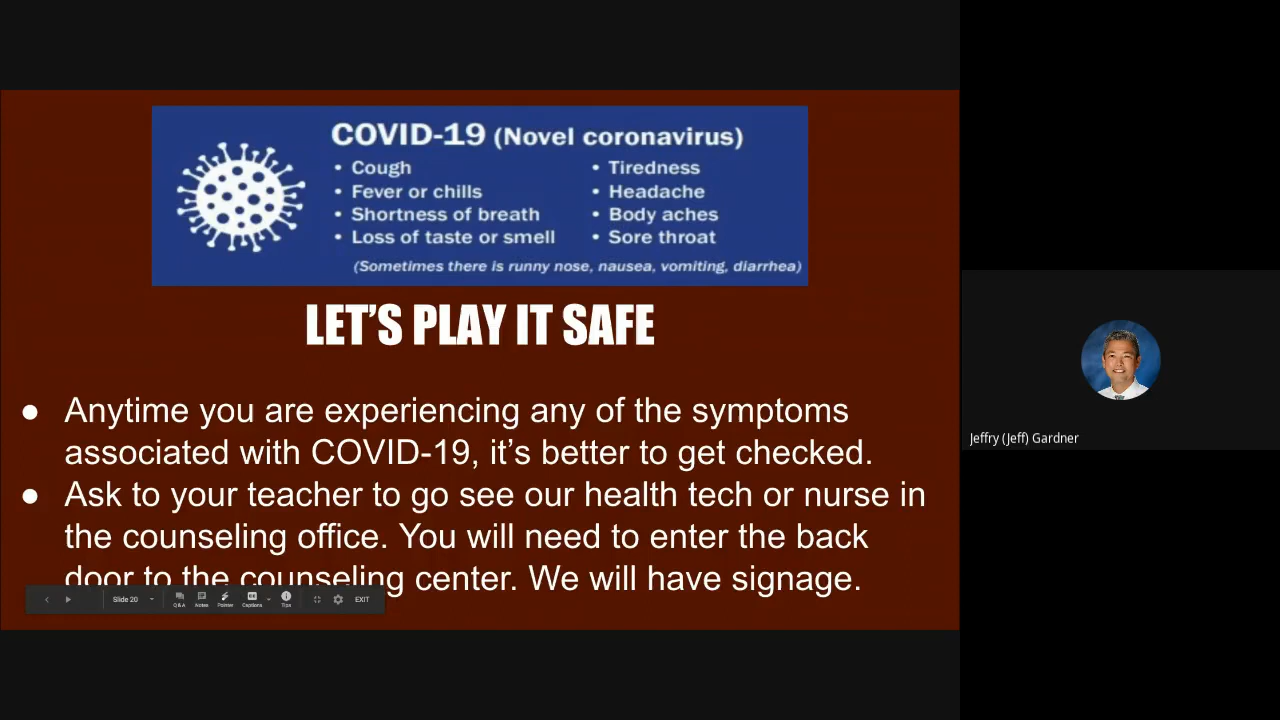 COVID-19 (Novel coronavirus)
• Cough
• Fever or chills
• Shortness of breath
• Loss of taste or smell
• Tiredness
• Headache
• Body aches
• Sore throat
(Sometimes there is runny nose, nausea, vomiting, diarrhea)
LET'S PLAY IT SAFE
● Anytime you are experiencing any of the symptoms
associated with COVID-19, it's better to get checked.
● Ask to your teacher to go see our health tech or nurse in
the counseling office. You will need to enter the back
door to the counseling center. We will have signage.
Slide 20
Q&A
Notes
Pointer
Captions
Tips
EXIT
Jeffry (Jeff) Gardner